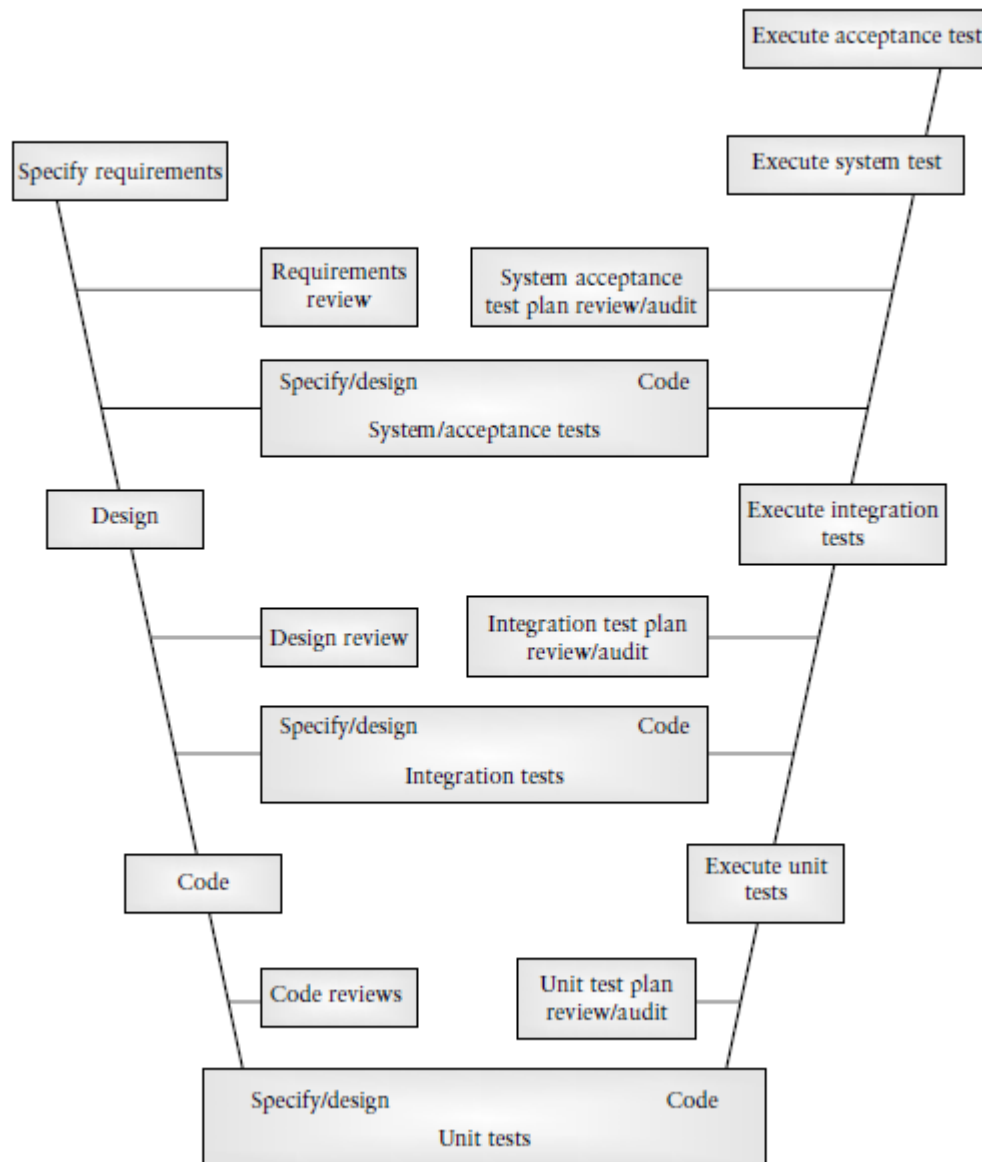 Execute acceptance test
Specify requirements
Execute system test
Requirements
review
System acceptance
test plan review/audit
Specify/design Code
System/acceptance tests
Design
Execute integration
tests
Design review
Integration test plan
review/audit
Specify/design Code
Integration tests
Code
Execute unit
tests
Code reviews
Unit test plan
review/audit
Specify/design Code
Unit tests